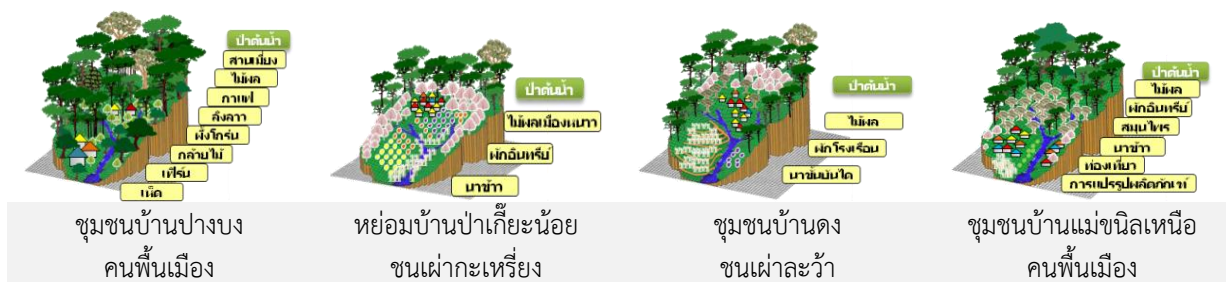 ป่าต้นน้ำ
สวนเมี่ยง
ไม้ผล
กาแฟ
ลิงลาว
ผึ้งโกร๋น
กล้วยไม้
เฟิร์น
เห็ด
ชุมชนบ้านปางบง
คนพื้นเมือง
ป่าต้นน้ำ
ไม้ผลเมืองหนาว
ผักอินทรีย์
นาข้าว
หย่อมบ้านป่าเกี๊ยะน้อย
ชนเผ่ากะเหรี่ยง
ป่าต้นน้ำ
ไม้ผล
ผักโรงเรือน
นาขั้นบันได
ชุมชนบ้านดง
ชนเผ่าละว้า
ป่าต้นน้ำ
ไม้ผล
ผักอินทรีย์
สมุนไพร
นาข้าว
ท่องเที่ยว
การแปรรูปผลิตภัณฑ์
ชุมชนบ้านแม่ขนิลเหนือ
คนพื้นเมือง